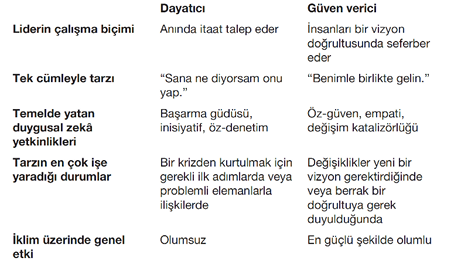 Dayatıcı Güven verici
Liderin çalışma biçimi Anında itaat talep eder İnsanları bir vizyon
doğrultusunda seferber
eder
Tek cümleyle tarzı “Sana ne diyorsam onu “Benimle birlikte gelin.”
yap.”
Temelde yatan Başarma güdüsü, Öz-güven, empati,
duygusal zekâ inisiyatif, öz-denetim değişim katalizörlüğü
yetkinlikleri
Tarzın en çok işe Bir krizden kurtulmak için Değişiklikler yeni bir
yaradığı durumlar gerekli ilk adımlarda veya vizyon gerektirdiğinde
problemli elemanlarla veya berrak bir
ilişkilerde doğrultuya gerek
duyulduğunda
İklim üzerinde genel Olumsuz En güçlü şekilde olumlu
etki